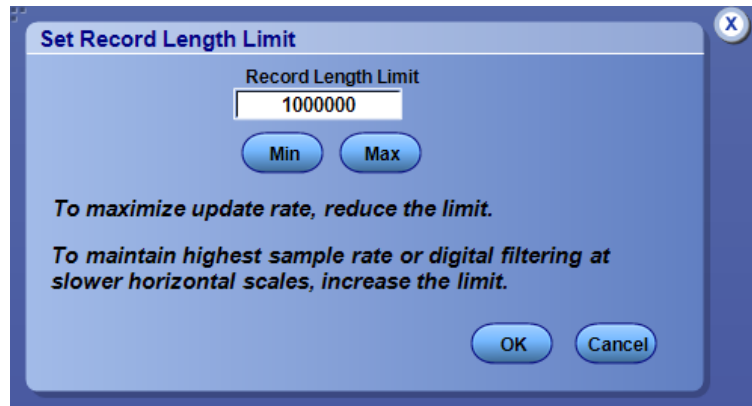 X
Set Record Length Limit
Record Length Limit
1000000
Min Max
To maximize update rate, reduce the limit.
To maintain highest sample rate or digital filtering at
slower horizontal scales, increase the limit.
OK Cancel